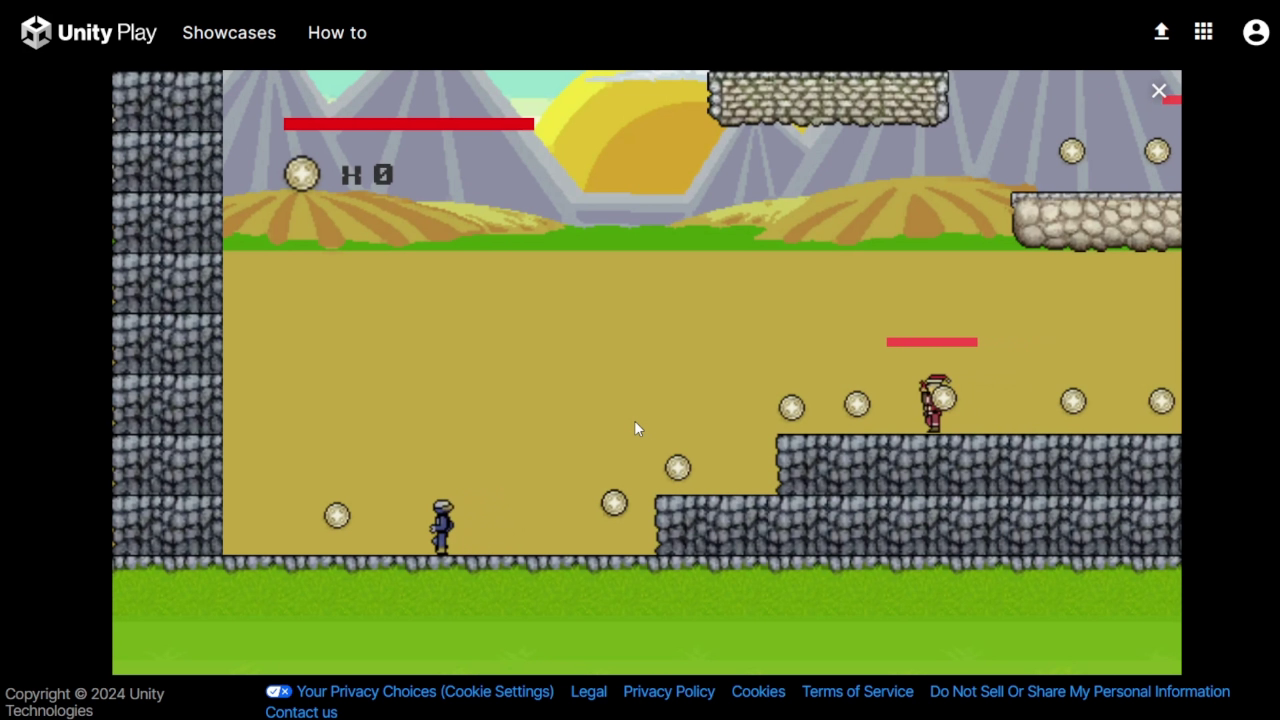 Unity Play Showcases How to
X 0
Copyright © 2024 Unity
Technologies
Your Privacy Choices (Cookie Settings) Legal Privacy Policy Cookies Terms of Service Do Not Sell Or Share My Personal Information
Contact us